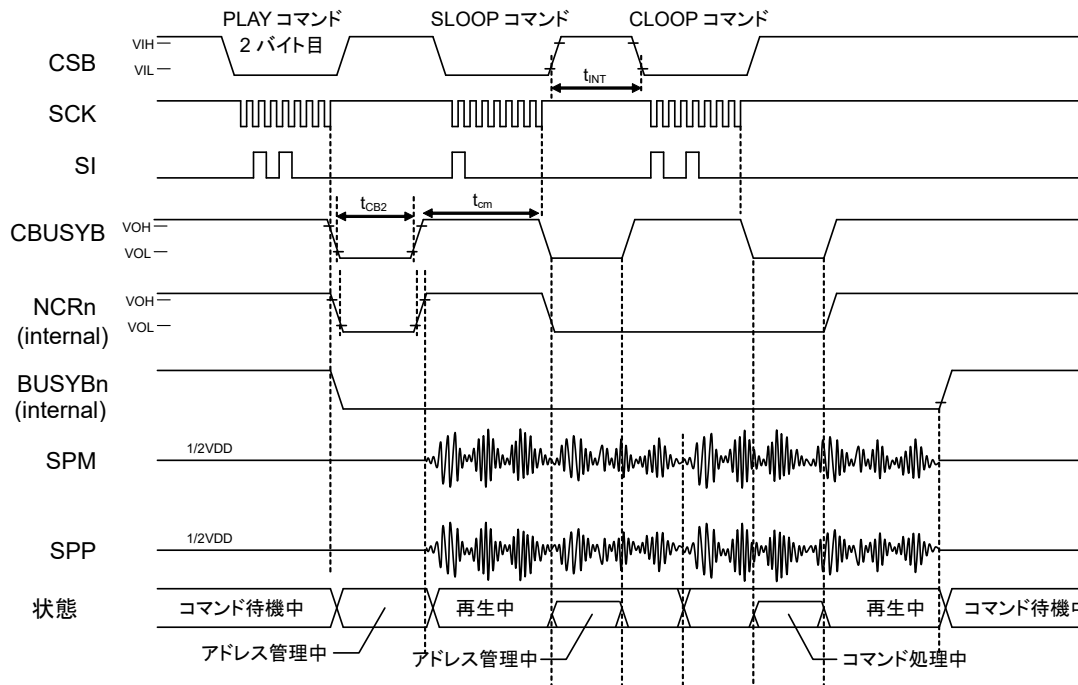 PLAY コマンド
2 バイト目
SLOOP コマンド
CLOOP コマンド
CSB
VIH
VIL
tINT
SCK
SI
CBUSYB
VOH
VOL
tCB2
tcm
NCRn
(internal)
VOH
VOL
BUSYBn
(internal)
SPM
1/2VDD
SPP
1/2VDD
状態
コマンド待機中
再生中
再生中
コマンド待機中
アドレス管理中
アドレス管理中
コマンド処理中